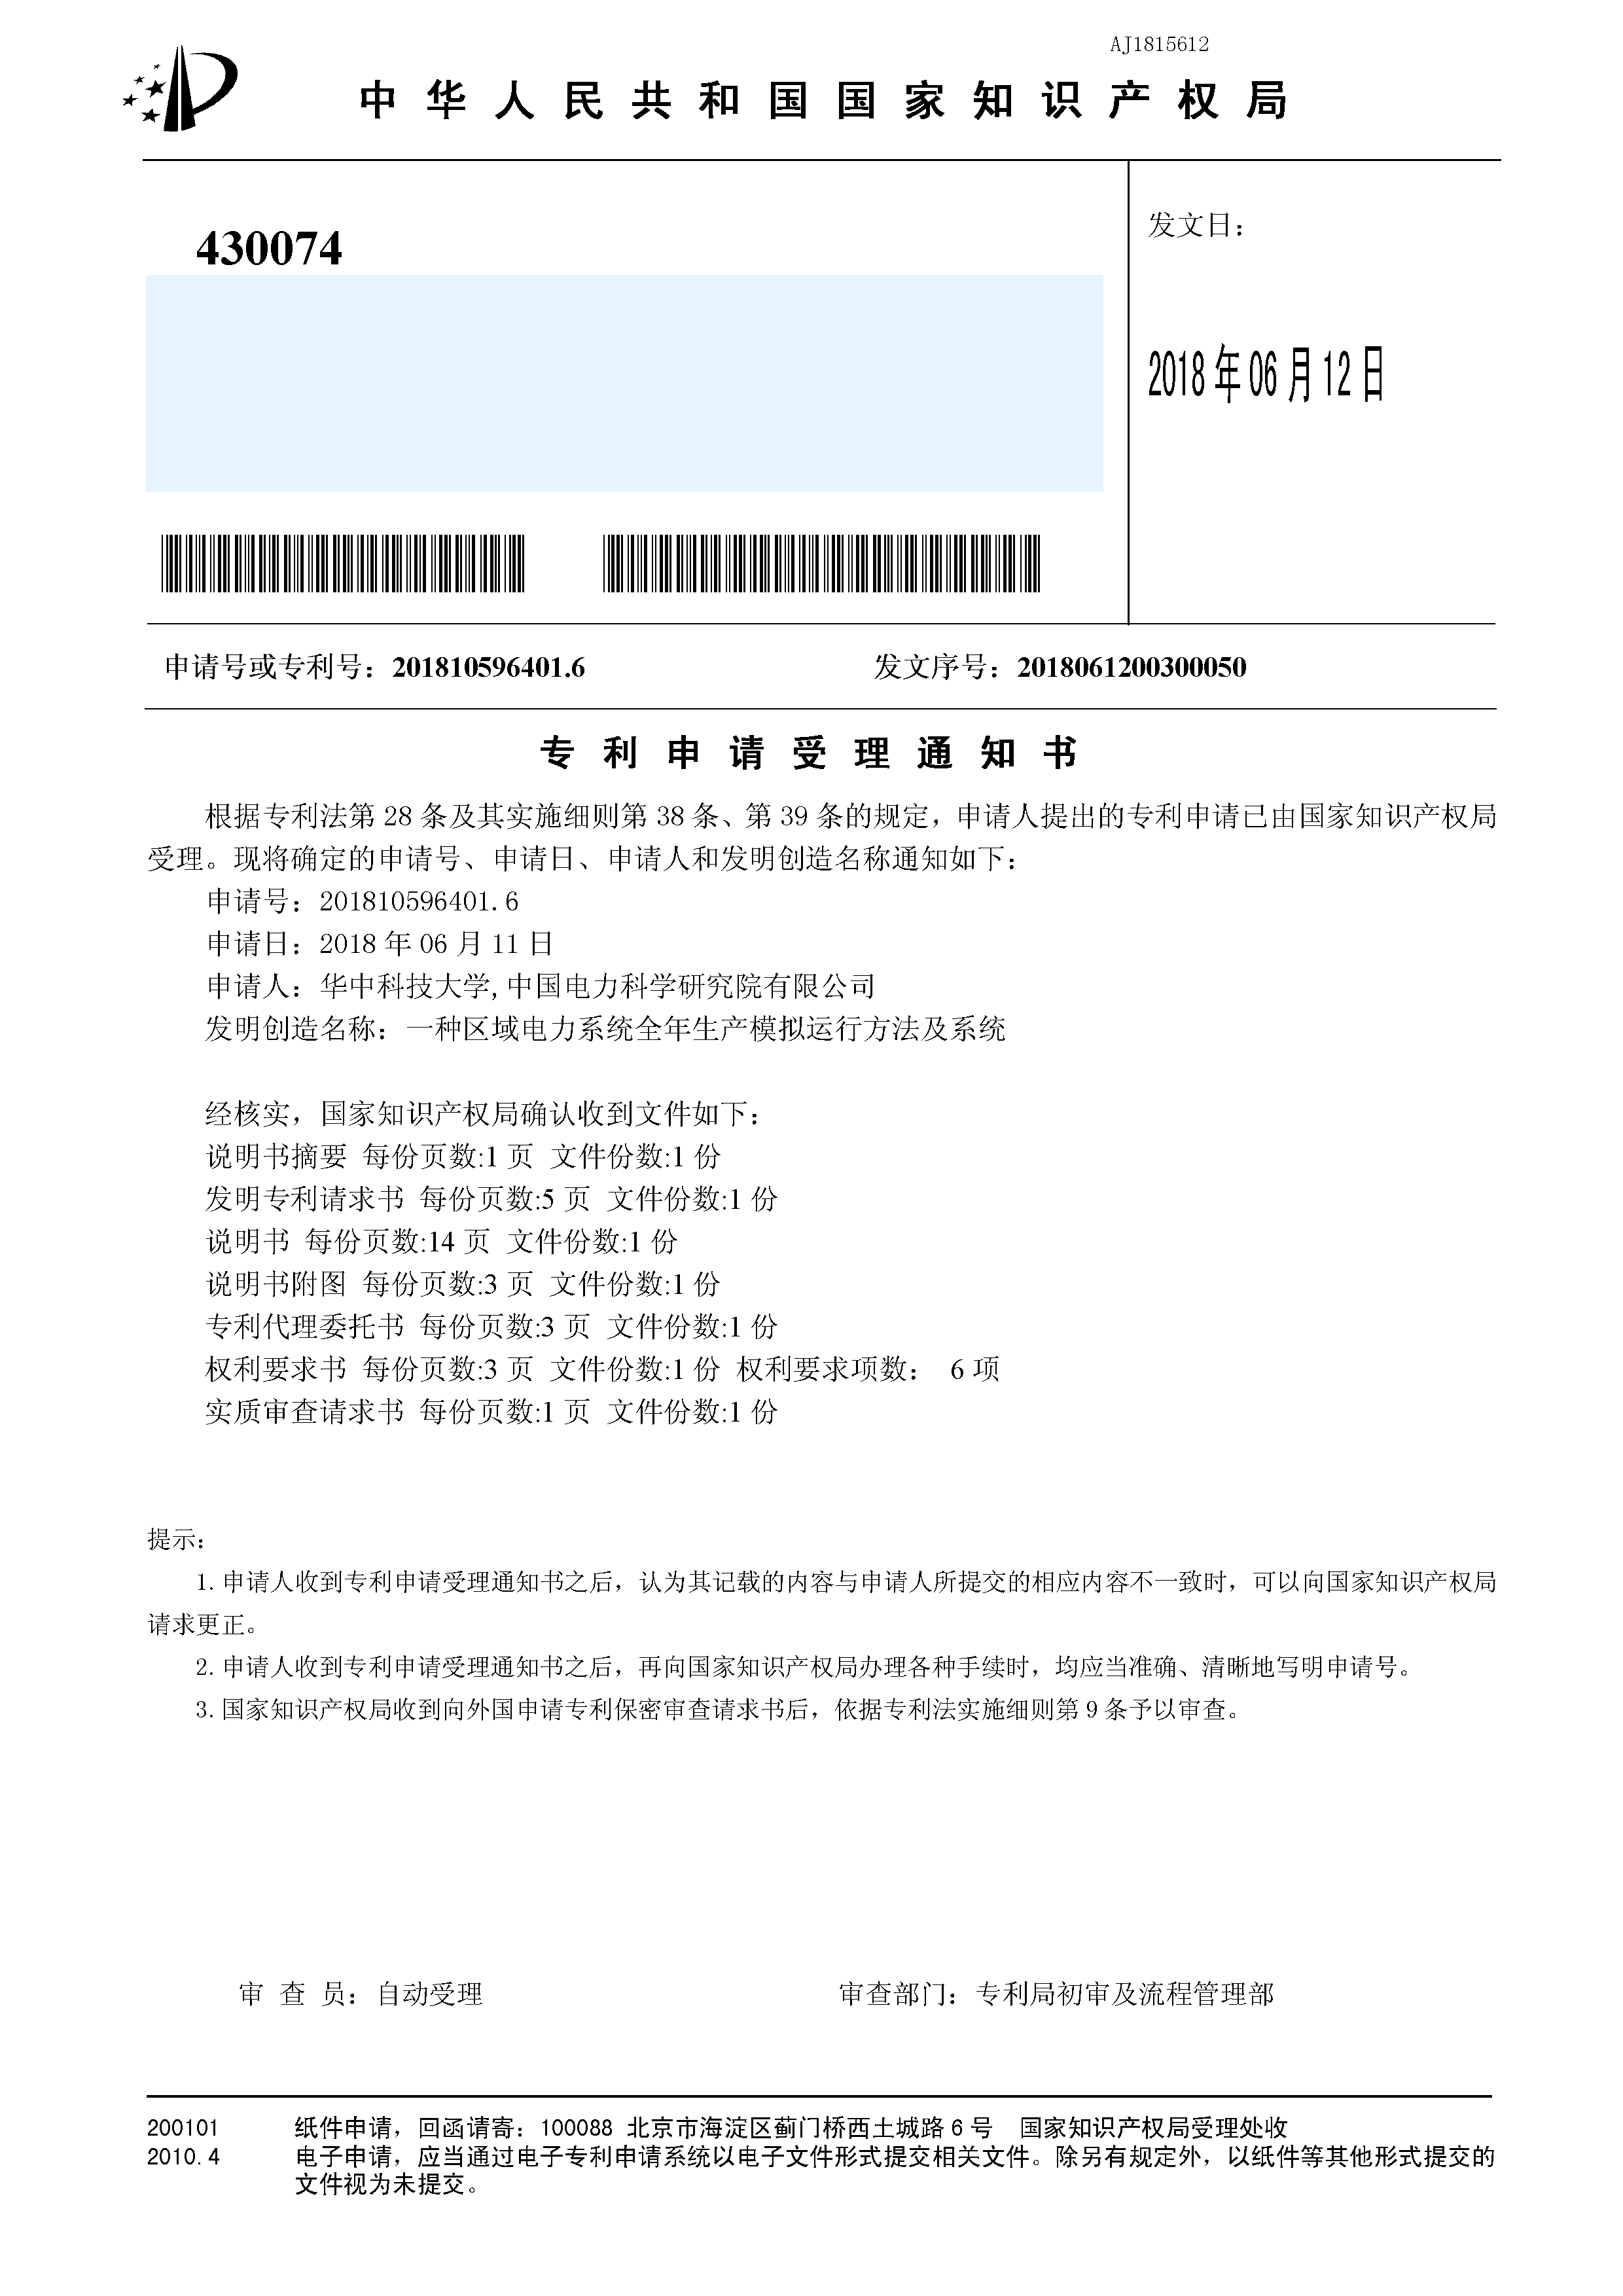 AJ1815612
中华人民共和国国家知识产权局
430074
发文日：
2018年06月12日
申请号或专利号：201810596401.6 发文序号：2018061200300050
专利申请受理通知书
根据专利法第28条及其实施细则第38条、第39条的规定，申请人提出的专利申请已由国家知识产权局
受理。现将确定的申请号、申请日、申请人和发明创造名称通知如下：
申请号：201810596401.6
申请日：2018年06月11日
申请人：华中科技大学,中国电力科学研究院有限公司
发明创造名称：一种区域电力系统全年生产模拟运行方法及系统
经核实，国家知识产权局确认收到文件如下：
说明书摘要 每份页数:1页 文件份数:1份
发明专利请求书 每份页数:5页 文件份数:1份
说明书 每份页数:14页 文件份数:1份
说明书附图 每份页数:3页 文件份数:1份
专利代理委托书 每份页数:3页 文件份数:1份
权利要求书 每份页数:3页 文件份数:1份 权利要求项数： 6项
实质审查请求书 每份页数:1页 文件份数:1份
提示：
1.申请人收到专利申请受理通知书之后，认为其记载的内容与申请人所提交的相应内容不一致时，可以向国家知识产权局
请求更正。
2.申请人收到专利申请受理通知书之后，再向国家知识产权局办理各种手续时，均应当准确、清晰地写明申请号。
3.国家知识产权局收到向外国申请专利保密审查请求书后，依据专利法实施细则第9条予以审查。
审查员：自动受理 审查部门：专利局初审及流程管理部
200101 纸件申请，回函请寄：100088 北京市海淀区蓟门桥西土城路6号 国家知识产权局受理处收
2010.4 电子申请，应当通过电子专利申请系统以电子文件形式提交相关文件。除另有规定外，以纸件等其他形式提交的
文件视为未提交。